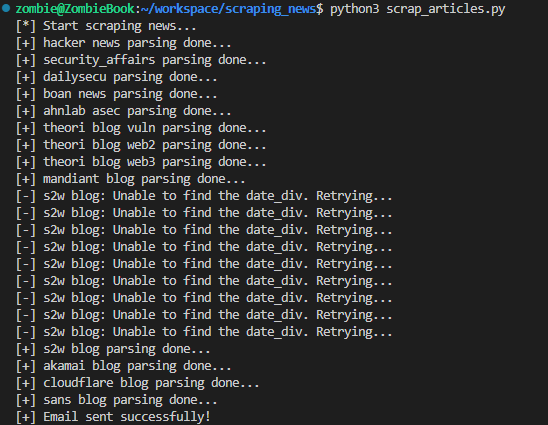 zombie@ZombieBook:~/workspace/scraping_news$ python3 scrap_articles.py
[*] Start scraping news...
[+] hacker news parsing done...
[+] security_affairs parsing done...
[+] dailysecu parsing done...
[+] boan news parsing done...
[+] ahnlab asec parsing done...
[+] theori blog vuln parsing done...
[+] theori blog web2 parsing done...
[+] theori blog web3 parsing done...
[+] mandiant blog parsing done...
[-] s2w blog: Unable to find the date_div. Retrying...
[-] s2w blog: Unable to find the date_div. Retrying...
[-] s2w blog: Unable to find the date_div. Retrying...
[-] s2w blog: Unable to find the date_div. Retrying...
[-] s2w blog: Unable to find the date_div. Retrying...
[-] s2w blog: Unable to find the date_div. Retrying...
[-] s2w blog: Unable to find the date_div. Retrying...
[-] s2w blog: Unable to find the date_div. Retrying...
[-] s2w blog: Unable to find the date_div. Retrying...
[+] s2w blog parsing done...
[+] akamai blog parsing done...
[+] cloudflare blog parsing done...
[+] sans blog parsing done...
[+] Email sent successfully!